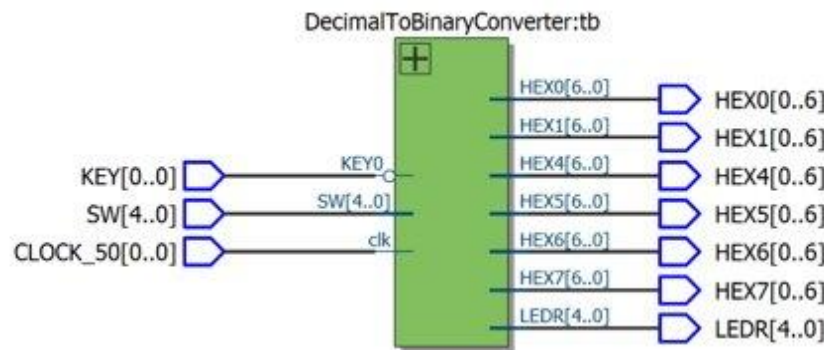 DecimalToBinaryConverter:tb
HEX0[6..0] HEX0[0..6]
HEX1[6..0] HEX1[0..6]
KEY[0..0] KEY0 HEX4[6..0] HEX4[0..6]
SW[4..0] SW[4..0] HEX5[6..0] HEX5[0..6]
CLOCK_50[0..0] clk HEX6[6..0] HEX6[0..6]
HEX7[6..0] HEX7[0..6]
LEDR[4..0] LEDR[4..0]